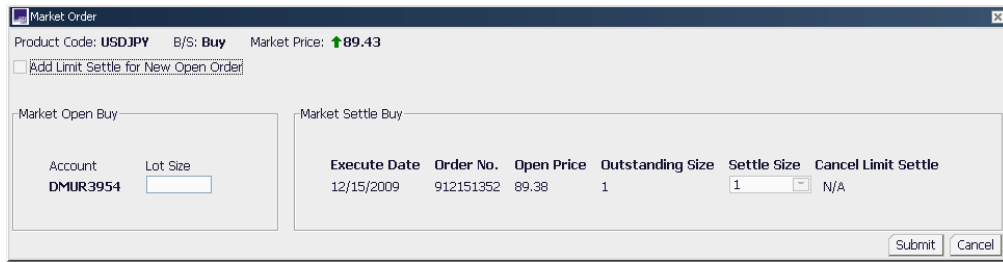 Market Order
Product Code: USDJPY B/S: Buy Market Price: 89.43
Add Limit Settle for New Open Order
Market Open Buy
Account Lot Size
DMUR3954
Market Settle Buy
Execute Date Order No. Open Price Outstanding Size Settle Size Cancel Limit Settle
12/15/2009 912151352 89.38 1 1 N/A
Submit Cancel